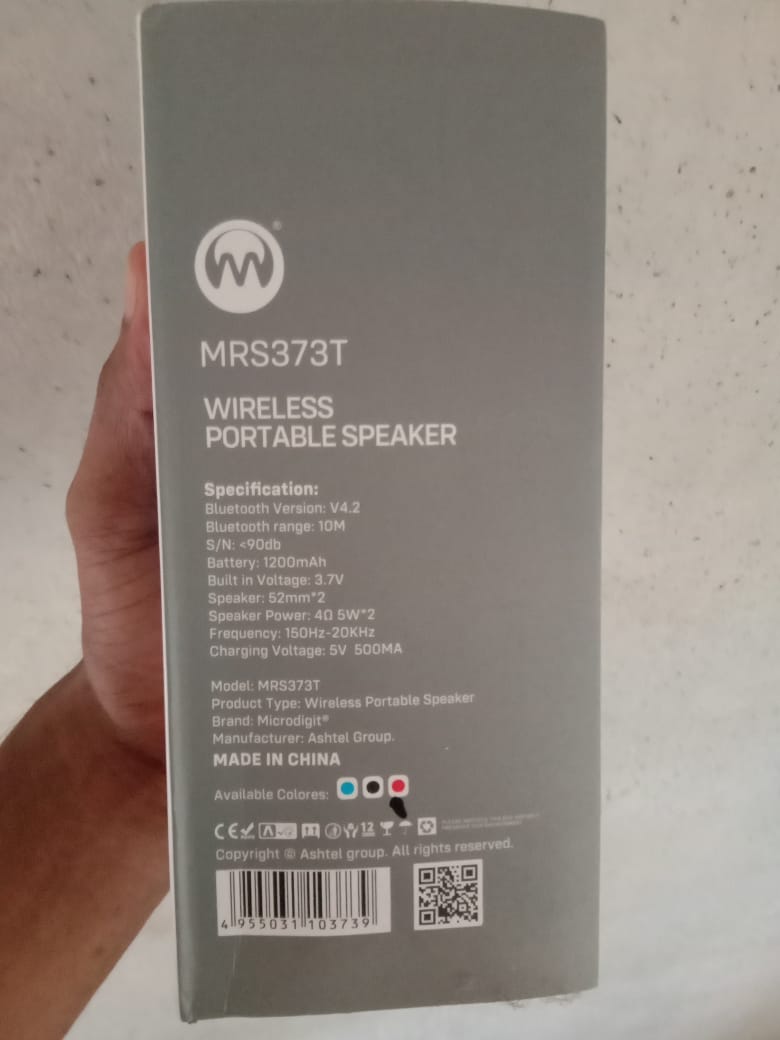 MRS373T
WIRELESS
PORTABLE SPEAKER
Specification:
Bluetooth Version: V4.2
Bluetooth range: 10M
S/N: <90db
Battery: 1200mAh
Built in Voltage: 3.7V
Speaker: 52mm*2
Speaker Power: 4Ω 5W*2
Frequency: 150Hz-20KHz
Charging Voltage: 5V 500MA
Model: MRS373T
Product Type: Wireless Portable Speaker
Brand: Microdigit®
Manufacturer: Ashtel Group.
MADE IN CHINA
Available Colores:
CE 12
Copyright © Ashtel group. All rights reserved.
4 955031 103739